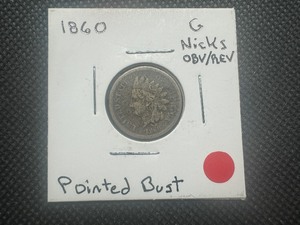 1860
G
Nicks
OBV/REV
Pointed Bust